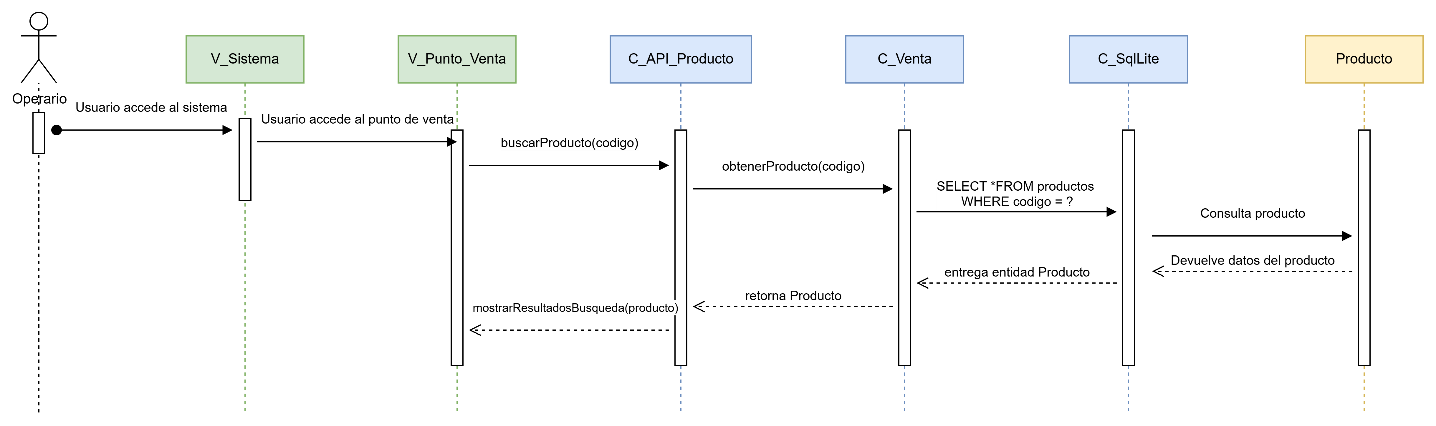 Operario
V_Sistema
V_Punto_Venta
C_API_Producto
C_Venta
C_SqlLite
Producto
Usuario accede al sistema
Usuario accede al punto de venta
buscarProducto(codigo)
obtenerProducto(codigo)
SELECT *FROM productos
WHERE codigo = ?
Consulta producto
Devuelve datos del producto
entrega entidad Producto
retorna Producto
mostrarResultadosBusqueda(producto)